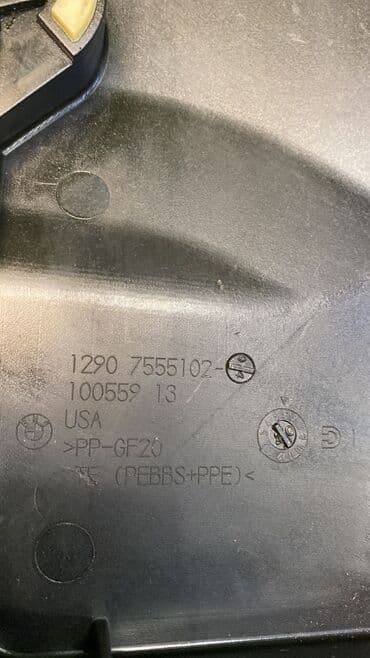 1290 7555102-
100559 13
USA
>PP-GF20
(PEBBS+PPE)<